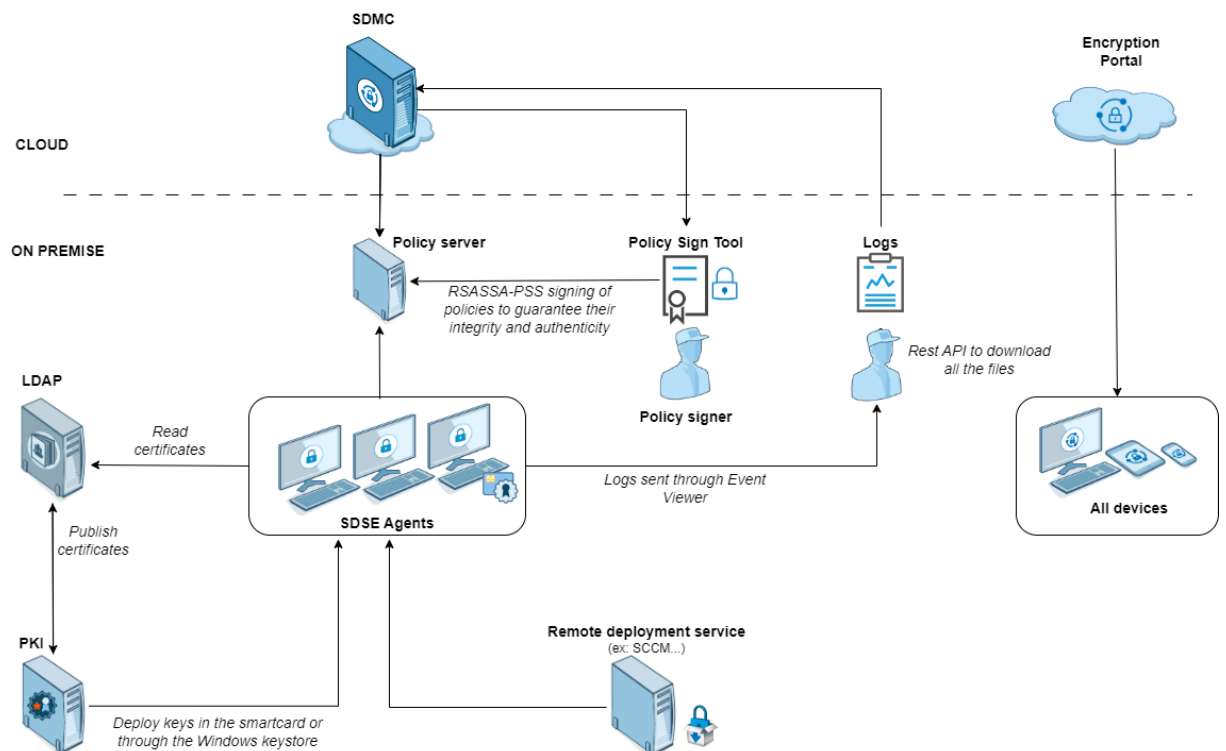 SDMC
Encryption
Portal
CLOUD
ON PREMISE
Policy server
Policy Sign Tool
Logs
RSASSA-PSS signing of
policies to guarantee their
integrity and authenticity
Rest API to download
all the files
LDAP
Policy signer
Read
certificates
Logs sent through Event
Viewer
SDSE Agents
All devices
Publish
certificates
PKI
Remote deployment service
(ex: SCCM...)
Deploy keys in the smartcard or
through the Windows keystore